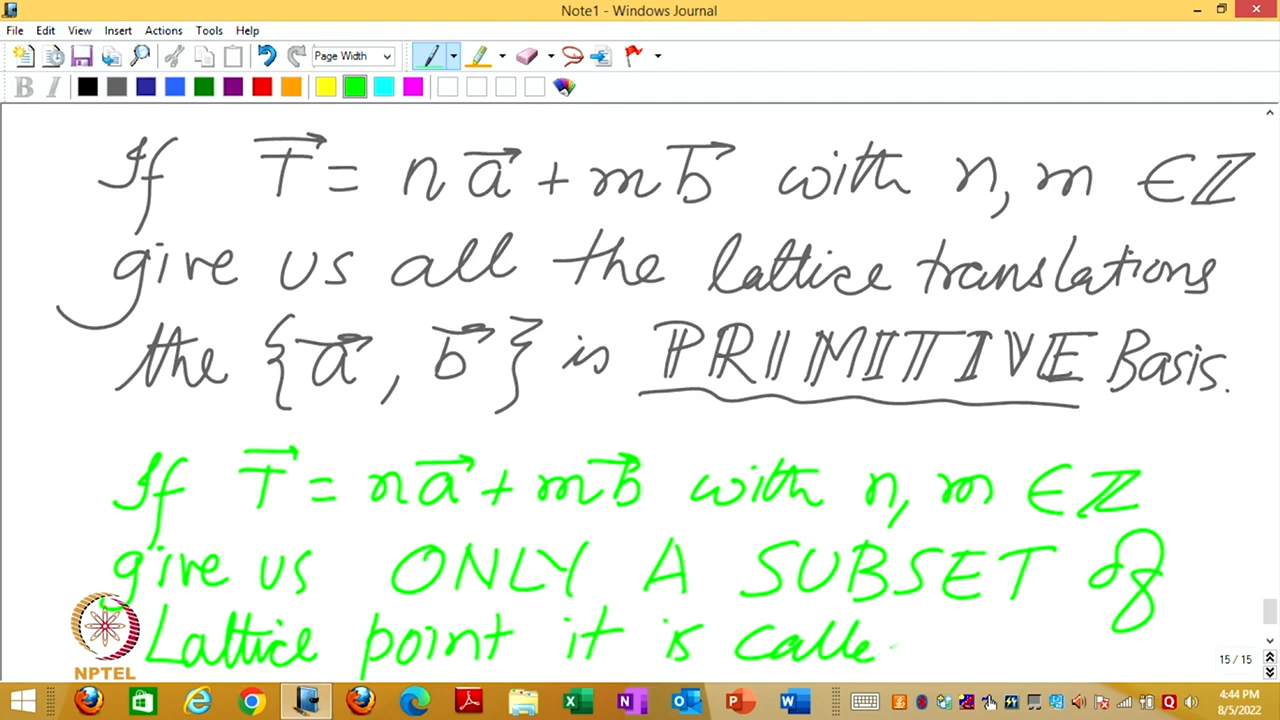 Note1 - Windows Journal
File Edit View Insert Actions Tools Help
Page Width
B I
If T⃗ = n a⃗ + m b⃗ with n, m ∈ ℤ
give us all the lattice translations
the {a⃗, b⃗} is PRIMITIVE Basis.
If T⃗ = n a⃗ + m b⃗ with n, m ∈ ℤ
give us ONLY A SUBSET of
Lattice point it is calle
NPTEL
15 / 15
4:44 PM
8/5/2022